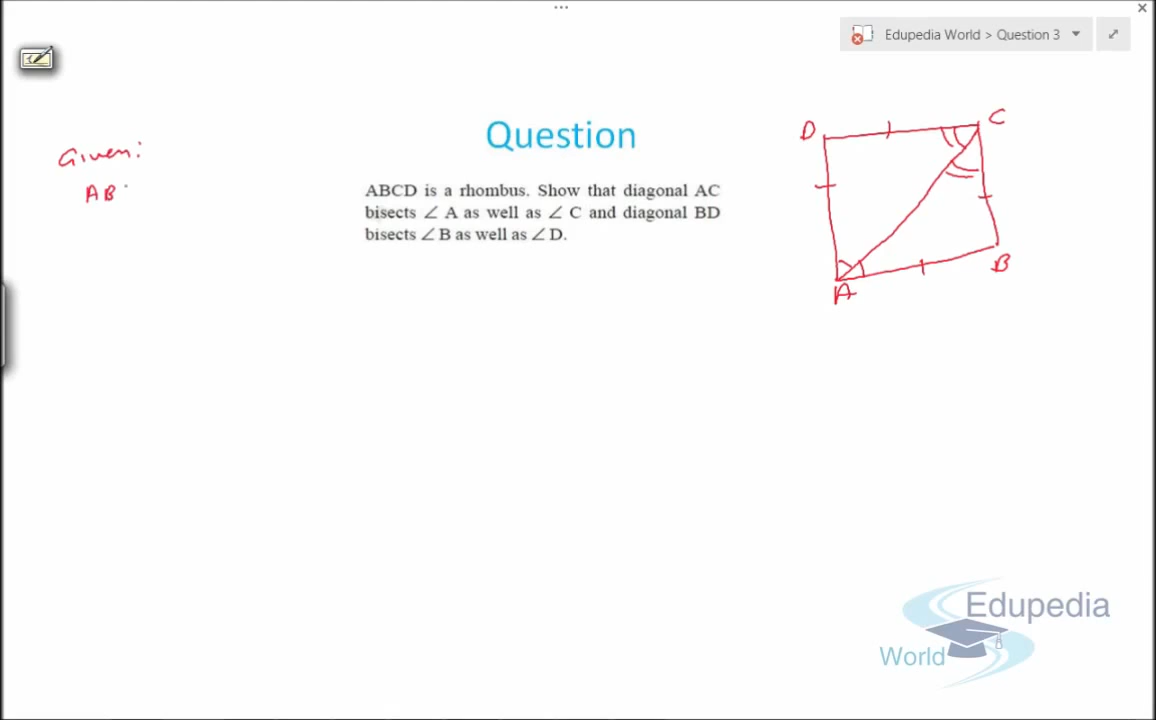 Edupedia World > Question 3
Question
Given:
AB
ABCD is a rhombus. Show that diagonal AC
bisects ∠ A as well as ∠ C and diagonal BD
bisects ∠ B as well as ∠ D.
D
C
A
B
Edupedia
World